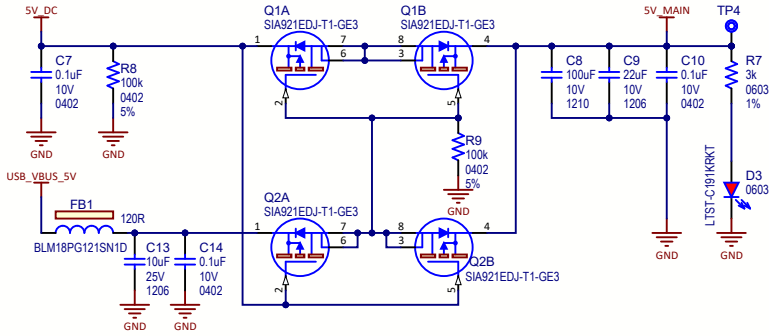 5V_DC
Q1A
SIA921EDJ-T1-GE3
Q1B
SIA921EDJ-T1-GE3
5V_MAIN
TP4
1
7
6
2
8
3
4
5
C7
0.1uF
10V
0402
R8
100k
0402
5%
C8
100uF
10V
1210
C9
22uF
10V
1206
C10
0.1uF
10V
0402
R7
3k
0603
1%
GND
GND
R9
100k
0402
5%
GND
USB_VBUS_5V
FB1
120R
BLM18PG121SN1D
Q2A
SIA921EDJ-T1-GE3
1
7
6
2
8
3
4
5
Q2B
SIA921EDJ-T1-GE3
C13
10uF
25V
1206
C14
0.1uF
10V
0402
GND
GND
GND
D3
0603
LTST-C191KRKT
GND